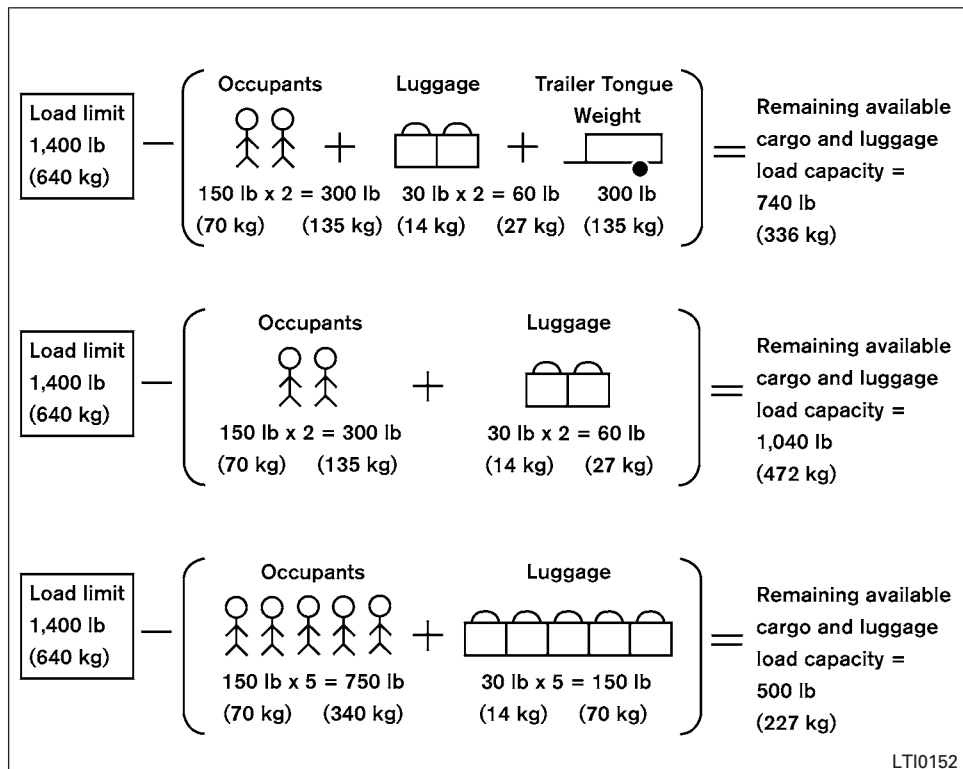 Occupants
Luggage
Trailer Tongue
Weight
Load limit
1,400 lb
(640 kg)
150 lb x 2 = 300 lb
(70 kg) (135 kg)
30 lb x 2 = 60 lb
(14 kg) (27 kg)
300 lb
(135 kg)
Remaining available
cargo and luggage
load capacity =
740 lb
(336 kg)
Load limit
1,400 lb
(640 kg)
Occupants
150 lb x 2 = 300 lb
(70 kg) (135 kg)
Luggage
30 lb x 2 = 60 lb
(14 kg) (27 kg)
Remaining available
cargo and luggage
load capacity =
1,040 lb
(472 kg)
Load limit
1,400 lb
(640 kg)
Occupants
150 lb x 5 = 750 lb
(70 kg) (340 kg)
Luggage
30 lb x 5 = 150 lb
(14 kg) (70 kg)
Remaining available
cargo and luggage
load capacity =
500 lb
(227 kg)
LTI0152